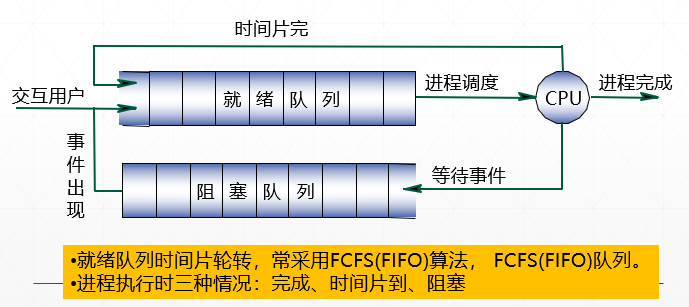 时间片完
交互用户
就绪队列
进程调度
CPU
进程完成
事件出现
阻塞队列
等待事件
•就绪队列时间片轮转，常采用FCFS(FIFO)算法， FCFS(FIFO)队列。
•进程执行时三种情况：完成、时间片到、阻塞